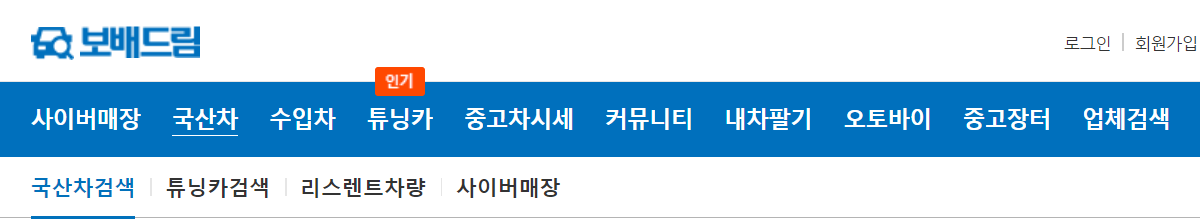 보배드림
로그인 회원가입
인기
사이버매장 국산차 수입차 튜닝카 중고차시세 커뮤니티 내차팔기 오토바이 중고장터 업체검색
국산차검색 튜닝카검색 리스렌트차량 사이버매장